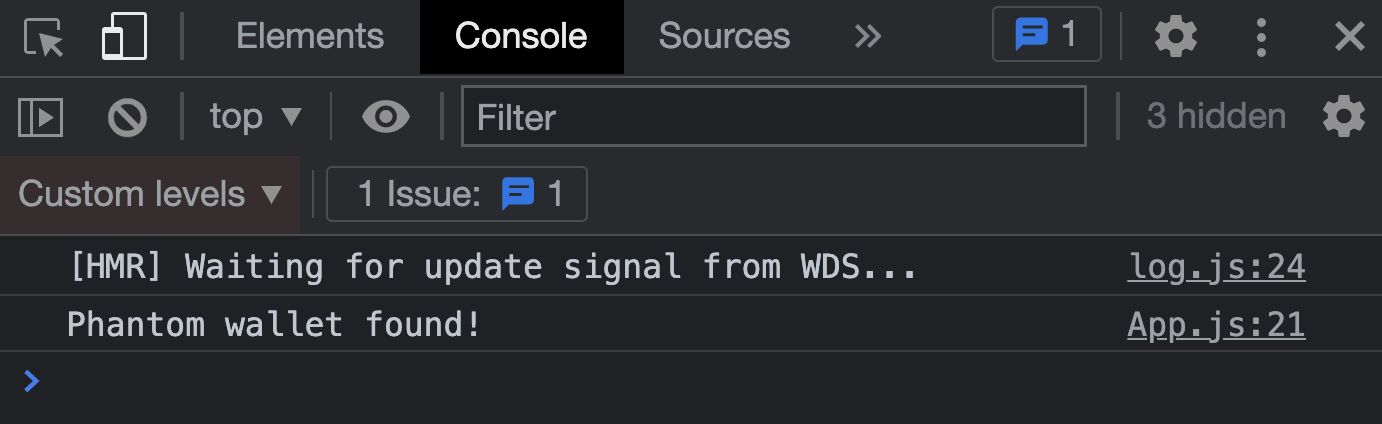 Elements Console Sources 1
top Filter 3 hidden
Custom levels 1 Issue: 1
[HMR] Waiting for update signal from WDS... log.js:24
Phantom wallet found! App.js:21